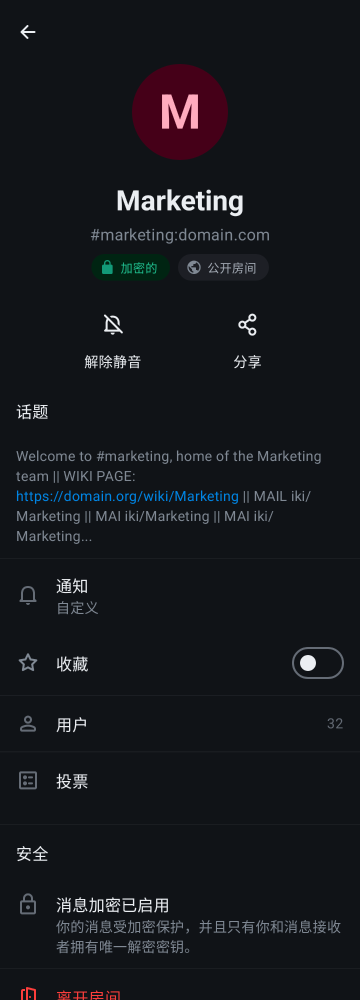 M
Marketing
#marketing:domain.com
加密的
公开房间
解除静音
分享
话题
Welcome to #marketing, home of the Marketing
team || WIKI PAGE:
https://domain.org/wiki/Marketing || MAIL iki/
Marketing || MAI iki/Marketing || MAI iki/
Marketing...
通知
自定义
收藏
用户
32
投票
安全
消息加密已启用
你的消息受加密保护，并且只有你和消息接收
者拥有唯一解密密钥。
离开房间